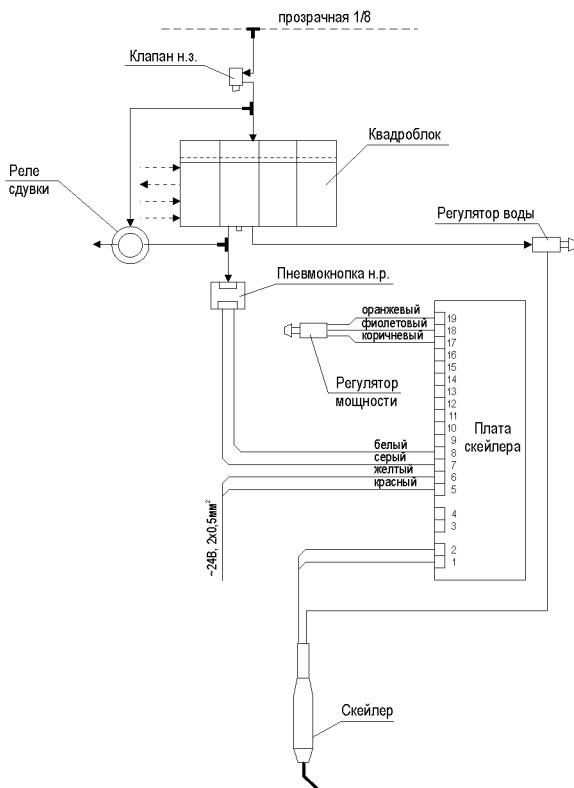 прозрачная 1/8
Клапан н.з.
Квадроблок
Реле
сдувки
Регулятор воды
Пневмокнопка н.р.
оранжевый
фиолетовый
коричневый
Регулятор
мощности
19
18
17
16
15
14
13
12
11
10
9
8
7
6
5
4
3
2
1
Плата
скейлера
белый
серый
желтый
красный
~24В, 2х0,5мм²
Скейлер